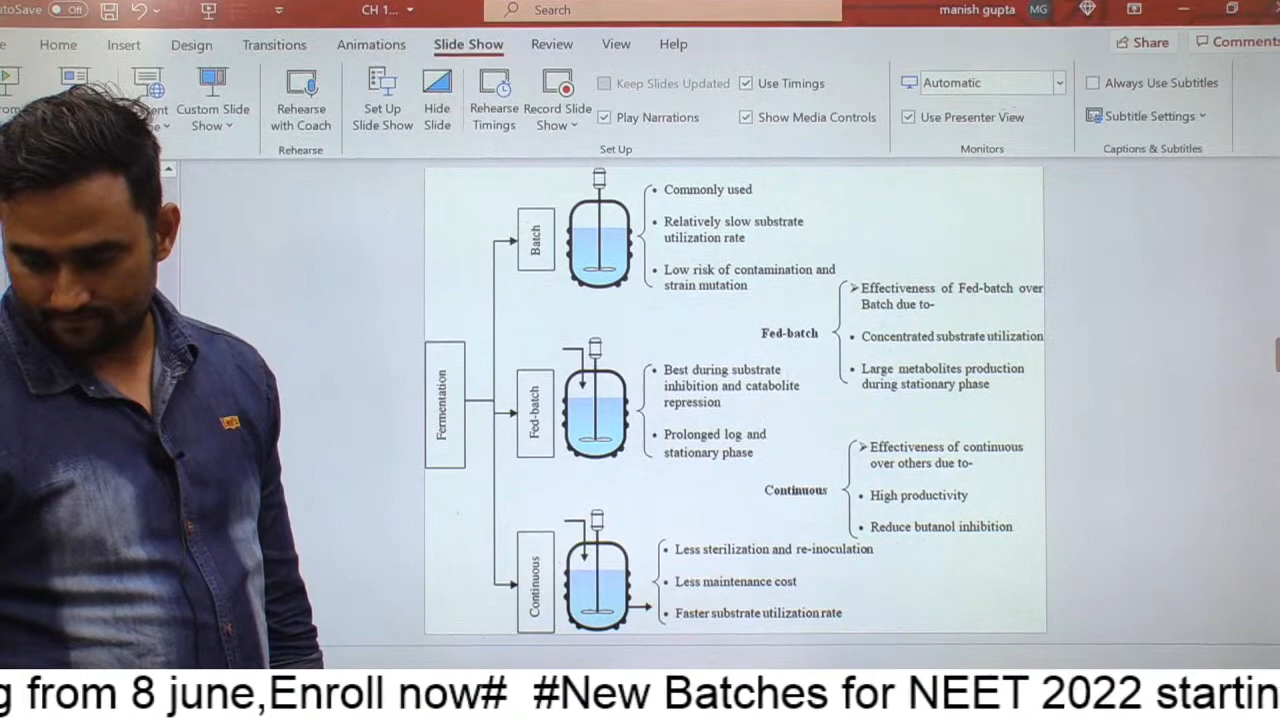 utoSave Off
CH 1...
Search
manish gupta MG
Home Insert Design Transitions Animations Slide Show Review View Help
Share Comments
Custom Slide
Show
Rehearse
with Coach
Set Up
Slide Show
Hide
Slide
Rehearse
Timings
Record Slide
Show
Keep Slides Updated
Play Narrations
Use Timings
Show Media Controls
Automatic
Use Presenter View
Always Use Subtitles
Subtitle Settings
Rehearse
Set Up
Monitors
Captions & Subtitles
Fermentation
Batch
• Commonly used
• Relatively slow substrate
utilization rate
• Low risk of contamination and
strain mutation
Fed-batch
➢Effectiveness of Fed-batch over
Batch due to-
• Concentrated substrate utilization
• Large metabolites production
during stationary phase
Fed-batch
• Best during substrate
inhibition and catabolite
repression
• Prolonged log and
stationary phase
Continuous
➢Effectiveness of continuous
over others due to-
• High productivity
• Reduce butanol inhibition
Continuous
• Less sterilization and re-inoculation
• Less maintenance cost
• Faster substrate utilization rate
g from 8 june,Enroll now# #New Batches for NEET 2022 startin